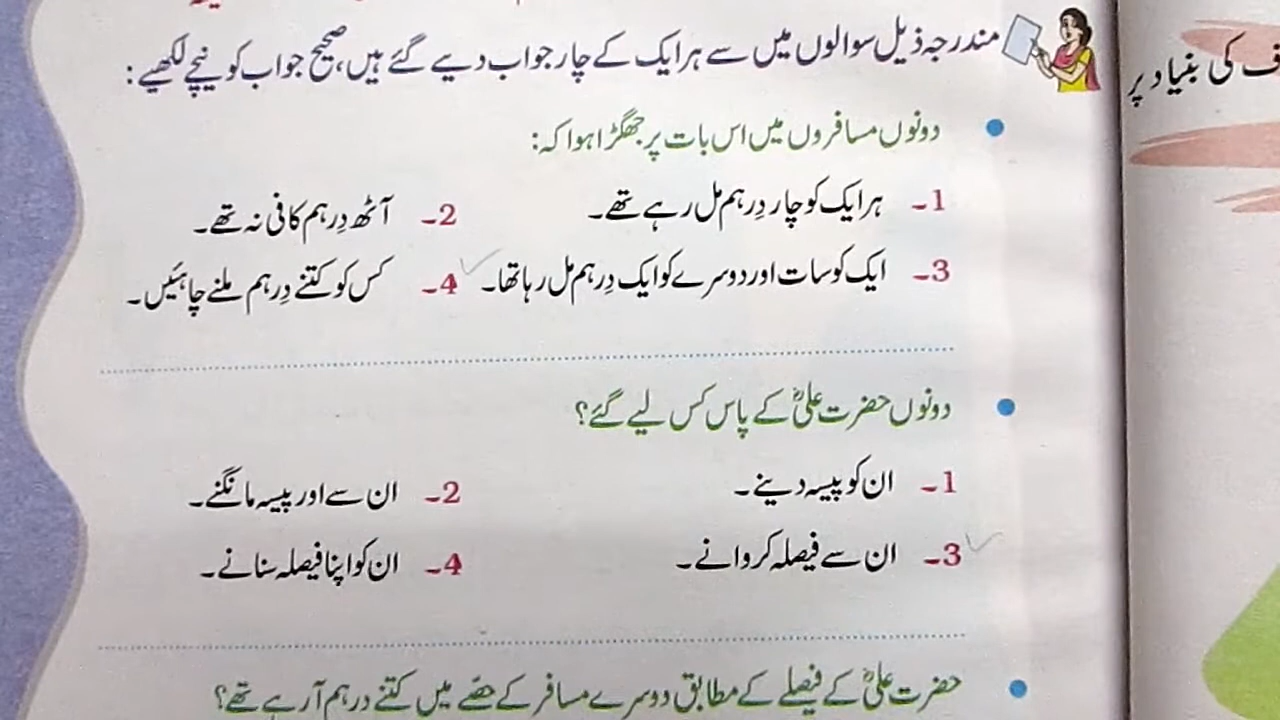 مندرجہ ذیل سوالوں میں سے ہر ایک کے چار جواب دیے گئے ہیں، صحیح جواب کو نیچے لکھیے:
دونوں مسافروں میں اس بات پر جھگڑا ہوا کہ:
1۔ ہر ایک کو چار دِرہم مل رہے تھے۔ 2۔ آٹھ دِرہم کافی نہ تھے۔
3۔ ایک کو سات اور دوسرے کو ایک دِرہم مل رہا تھا۔ 4۔ کس کو کتنے دِرہم ملنے چاہئیں۔
دونوں حضرت علیؓ کے پاس کس لیے گئے؟
1۔ ان کو پیسہ دینے۔ 2۔ ان سے اور پیسہ مانگنے۔
3۔ ان سے فیصلہ کروانے۔ 4۔ ان کو اپنا فیصلہ سنانے۔
حضرت علیؓ کے فیصلے کے مطابق دوسرے مسافر کے حصّے میں کتنے درہم آرہے تھے؟
کی بنیاد پر